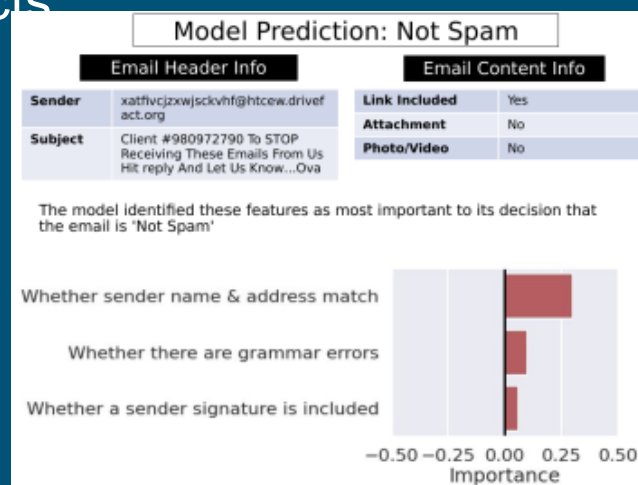 Model Prediction: Not Spam
Email Header Info
Email Content Info
Sender
xatfivcjzxwjsckvhf@htcew.drivef
act.org
Subject
Client #980972790 To STOP
Receiving These Emails From Us
Hit reply And Let Us Know...Ova
Link Included Yes
Attachment No
Photo/Video No
The model identified these features as most important to its decision that
the email is 'Not Spam'
Whether sender name & address match
Whether there are grammar errors
Whether a sender signature is included
−0.50 −0.25 0.00 0.25 0.50
Importance